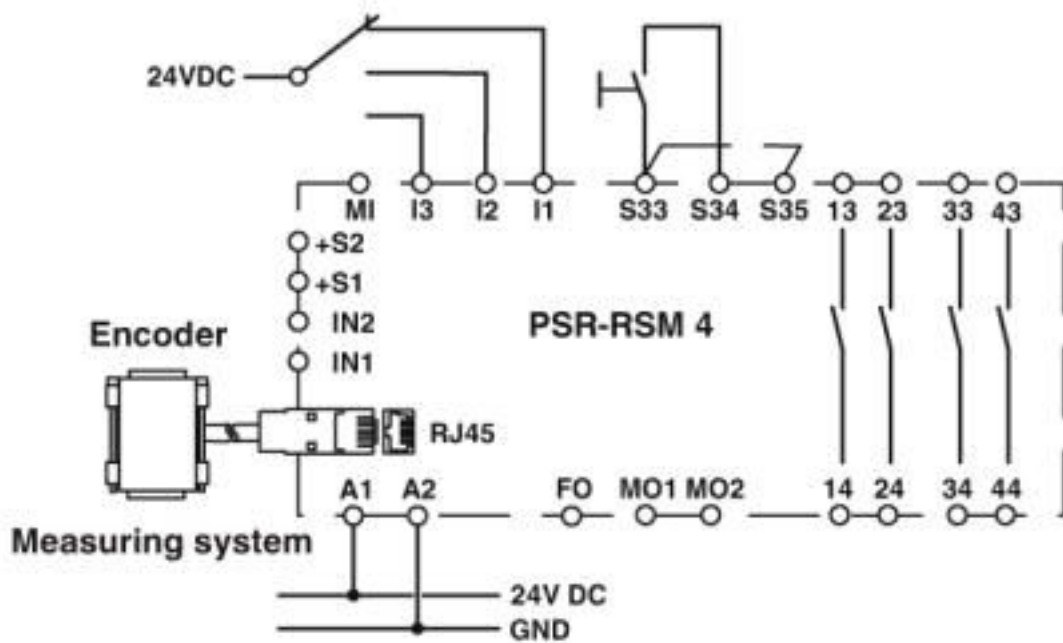 24VDC
MI I3 I2 I1 S33 S34 S35 13 23 33 43
+S2
+S1
IN2
IN1
PSR-RSM 4
Encoder
RJ45
A1 A2 FO MO1 MO2 14 24 34 44
Measuring system
24V DC
GND